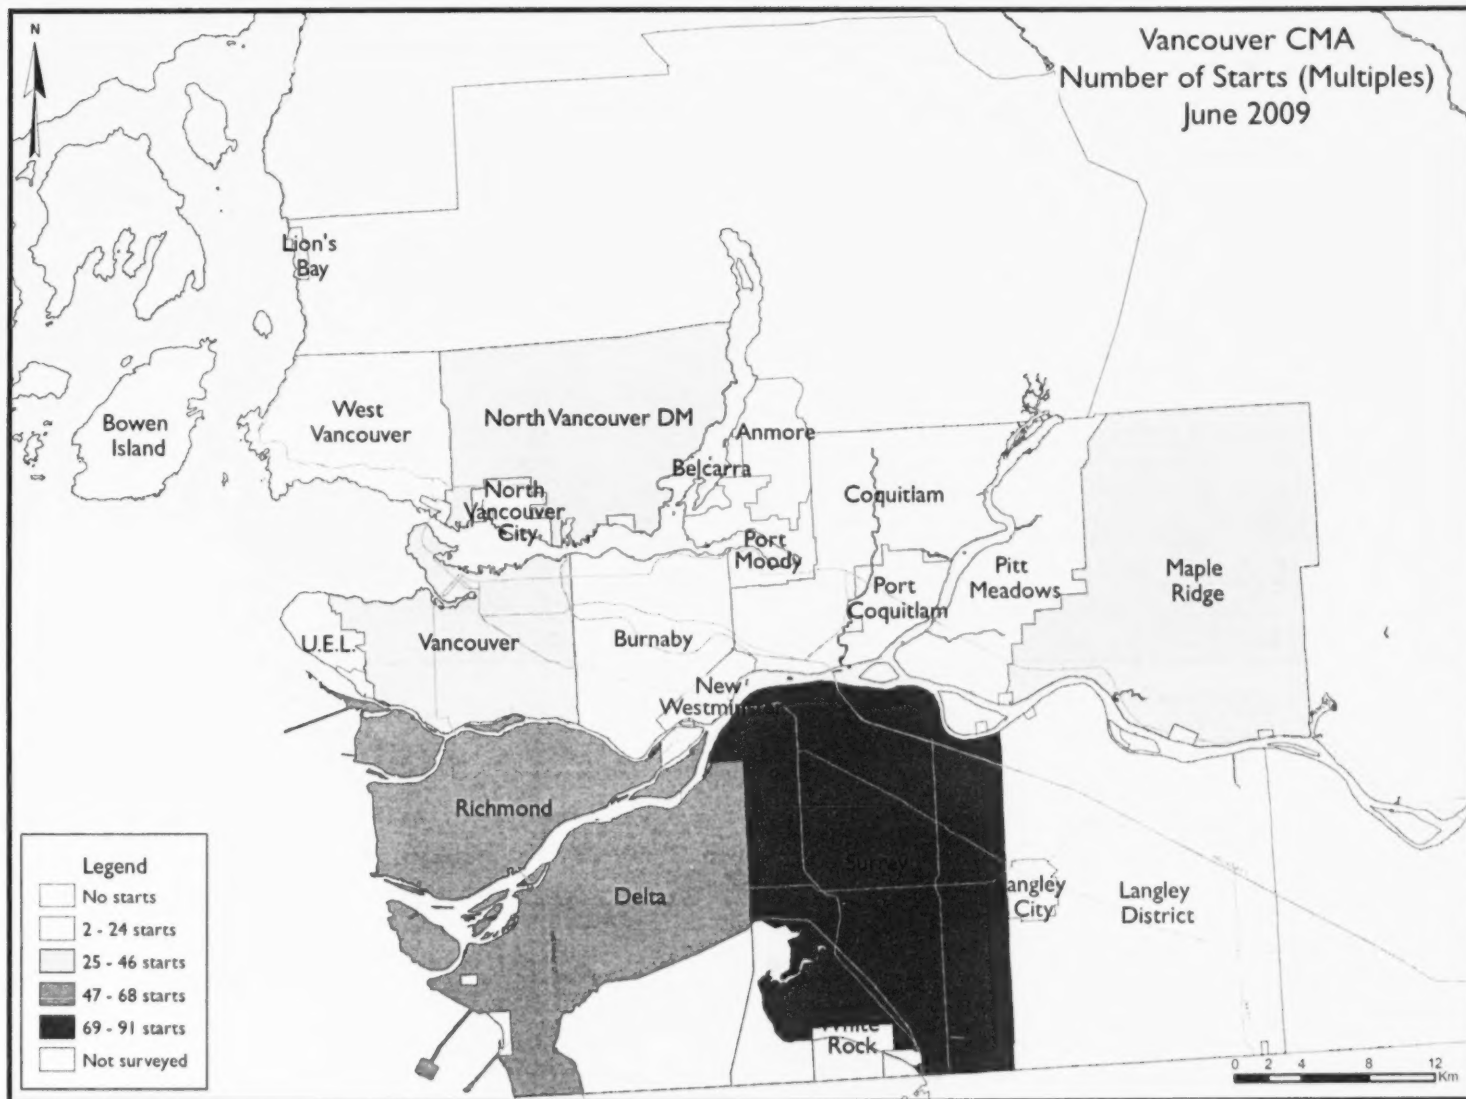 N
Vancouver CMA
Number of Starts (Multiples)
June 2009
Lion's
Bay
Bowen
Island
West
Vancouver
North Vancouver DM
Anmore
Belcarra
North
Vancouver
City
Coquitlam
Port
Moody
Pitt
Meadows
Maple
Ridge
Port
Coquitlam
U.E.L.
Vancouver
Burnaby
New
Westminster
Richmond
Surrey
Delta
angley
City
Langley
District
White
Rock
Legend
No starts
2 - 24 starts
25 - 46 starts
47 - 68 starts
69 - 91 starts
Not surveyed
0 2 4 8 12
Km